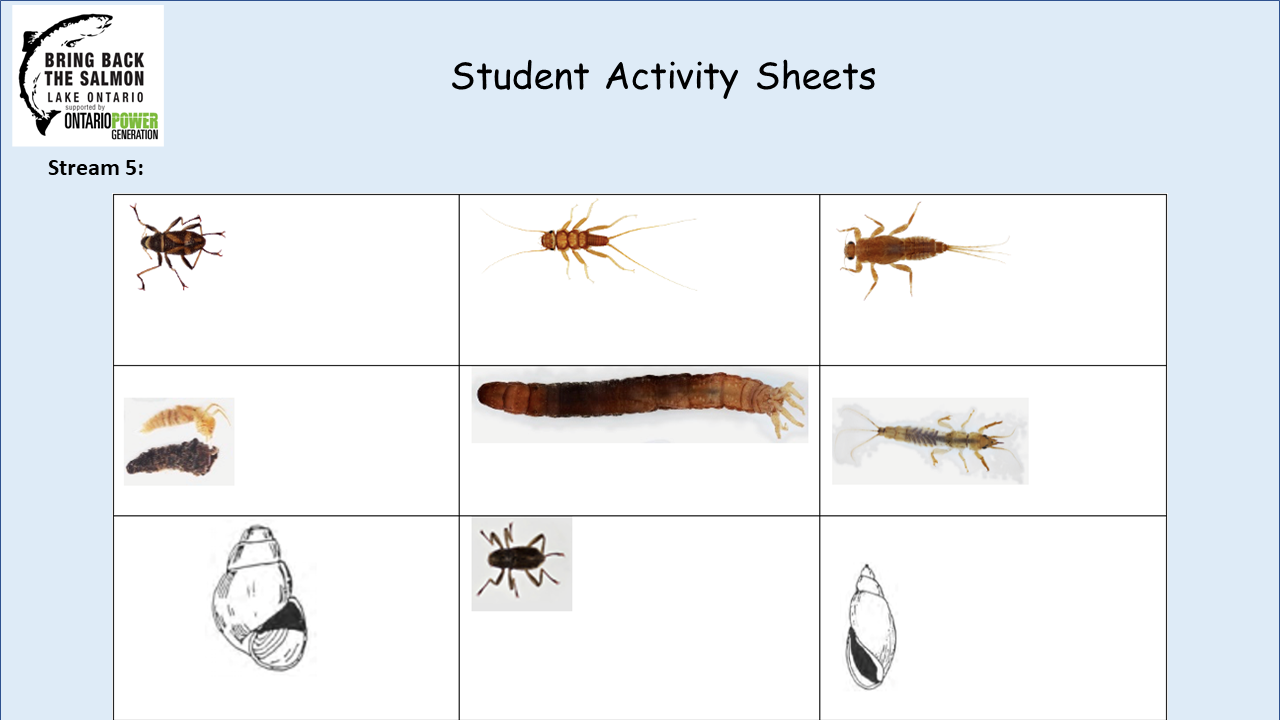 BRING BACK
THE SALMON
LAKE ONTARIO
supported by
ONTARIOPOWER
GENERATION
Student Activity Sheets
Stream 5: